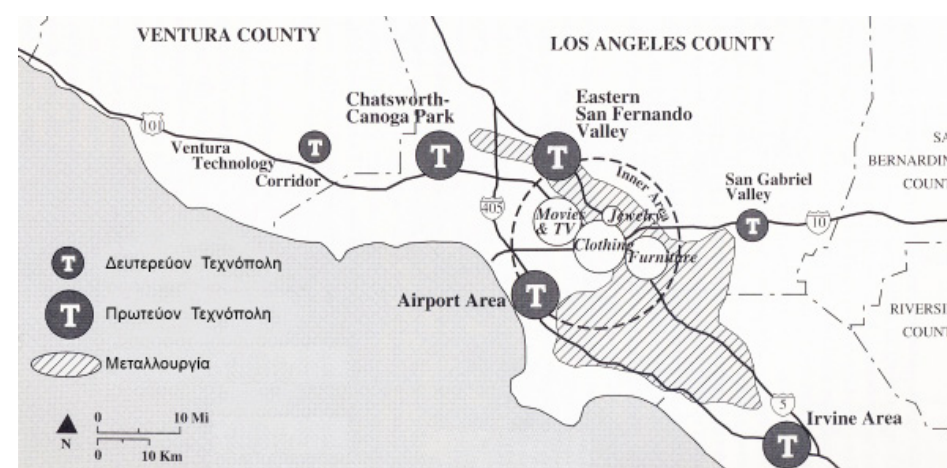 VENTURA COUNTY
LOS ANGELES COUNTY
Chatsworth-
Canoga Park
Eastern
San Fernando
Valley
101
Ventura
Technology
Corridor
T
T
T
405
Inner Area
Movies
& TV
Jewelry
Clothing
Furniture
San Gabriel
Valley
T
10
BERNARDIN
COUNT
SA
T
Δευτερεύον Τεχνόπολη
T
Πρωτεύον Τεχνόπολη
Μεταλλουργία
Airport Area
T
RIVERSI
COUNT
5
Irvine Area
T
N
0 10 Mi
0 10 Km